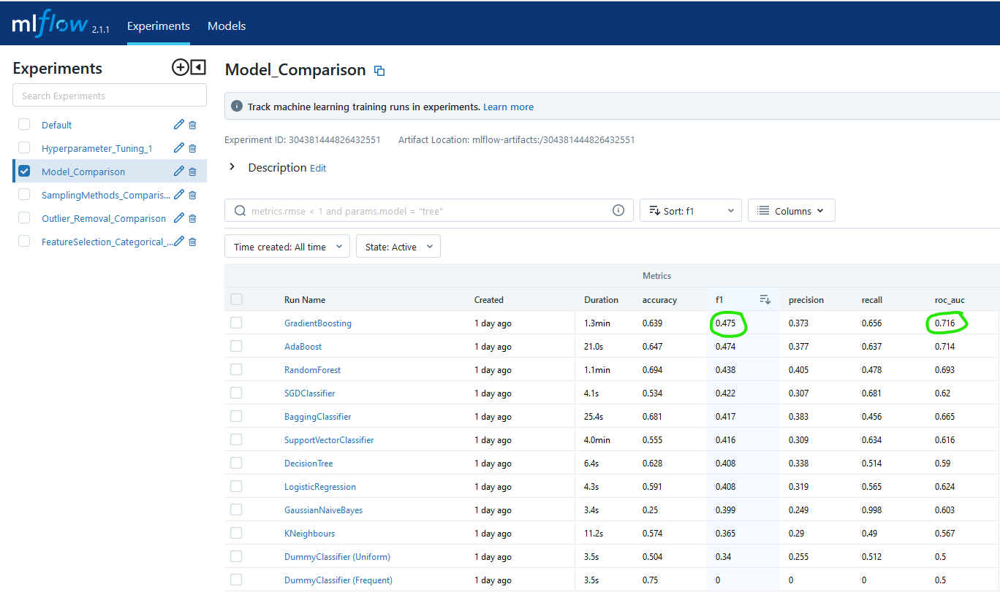 mlflow 2.1.1 Experiments Models
Experiments
Search Experiments
Default
Hyperparameter_Tuning_1
Model_Comparison
SamplingMethods_Comparis...
Outlier_Removal_Comparison
FeatureSelection_Categorical_...
Model_Comparison
Track machine learning training runs in experiments. Learn more
Experiment ID: 304381444826432551 Artifact Location: mlflow-artifacts:/304381444826432551
Description Edit
metrics.rmse < 1 and params.model = "tree" Sort: f1 Columns
Time created: All time State: Active
Metrics
Run Name Created Duration accuracy f1 precision recall roc_auc
GradientBoosting 1 day ago 1.3min 0.639 0.475 0.373 0.656 0.716
AdaBoost 1 day ago 21.0s 0.647 0.474 0.377 0.637 0.714
RandomForest 1 day ago 1.1min 0.694 0.438 0.405 0.478 0.693
SGDClassifier 1 day ago 4.1s 0.534 0.422 0.307 0.681 0.62
BaggingClassifier 1 day ago 25.4s 0.681 0.417 0.383 0.456 0.665
SupportVectorClassifier 1 day ago 4.0min 0.555 0.416 0.309 0.634 0.616
DecisionTree 1 day ago 6.4s 0.628 0.408 0.338 0.514 0.59
LogisticRegression 1 day ago 4.3s 0.591 0.408 0.319 0.565 0.624
GaussianNaiveBayes 1 day ago 3.4s 0.25 0.399 0.249 0.998 0.603
KNeighbours 1 day ago 11.2s 0.574 0.365 0.29 0.49 0.567
DummyClassifier (Uniform) 1 day ago 3.5s 0.504 0.34 0.255 0.512 0.5
DummyClassifier (Frequent) 1 day ago 3.5s 0.75 0 0 0 0.5